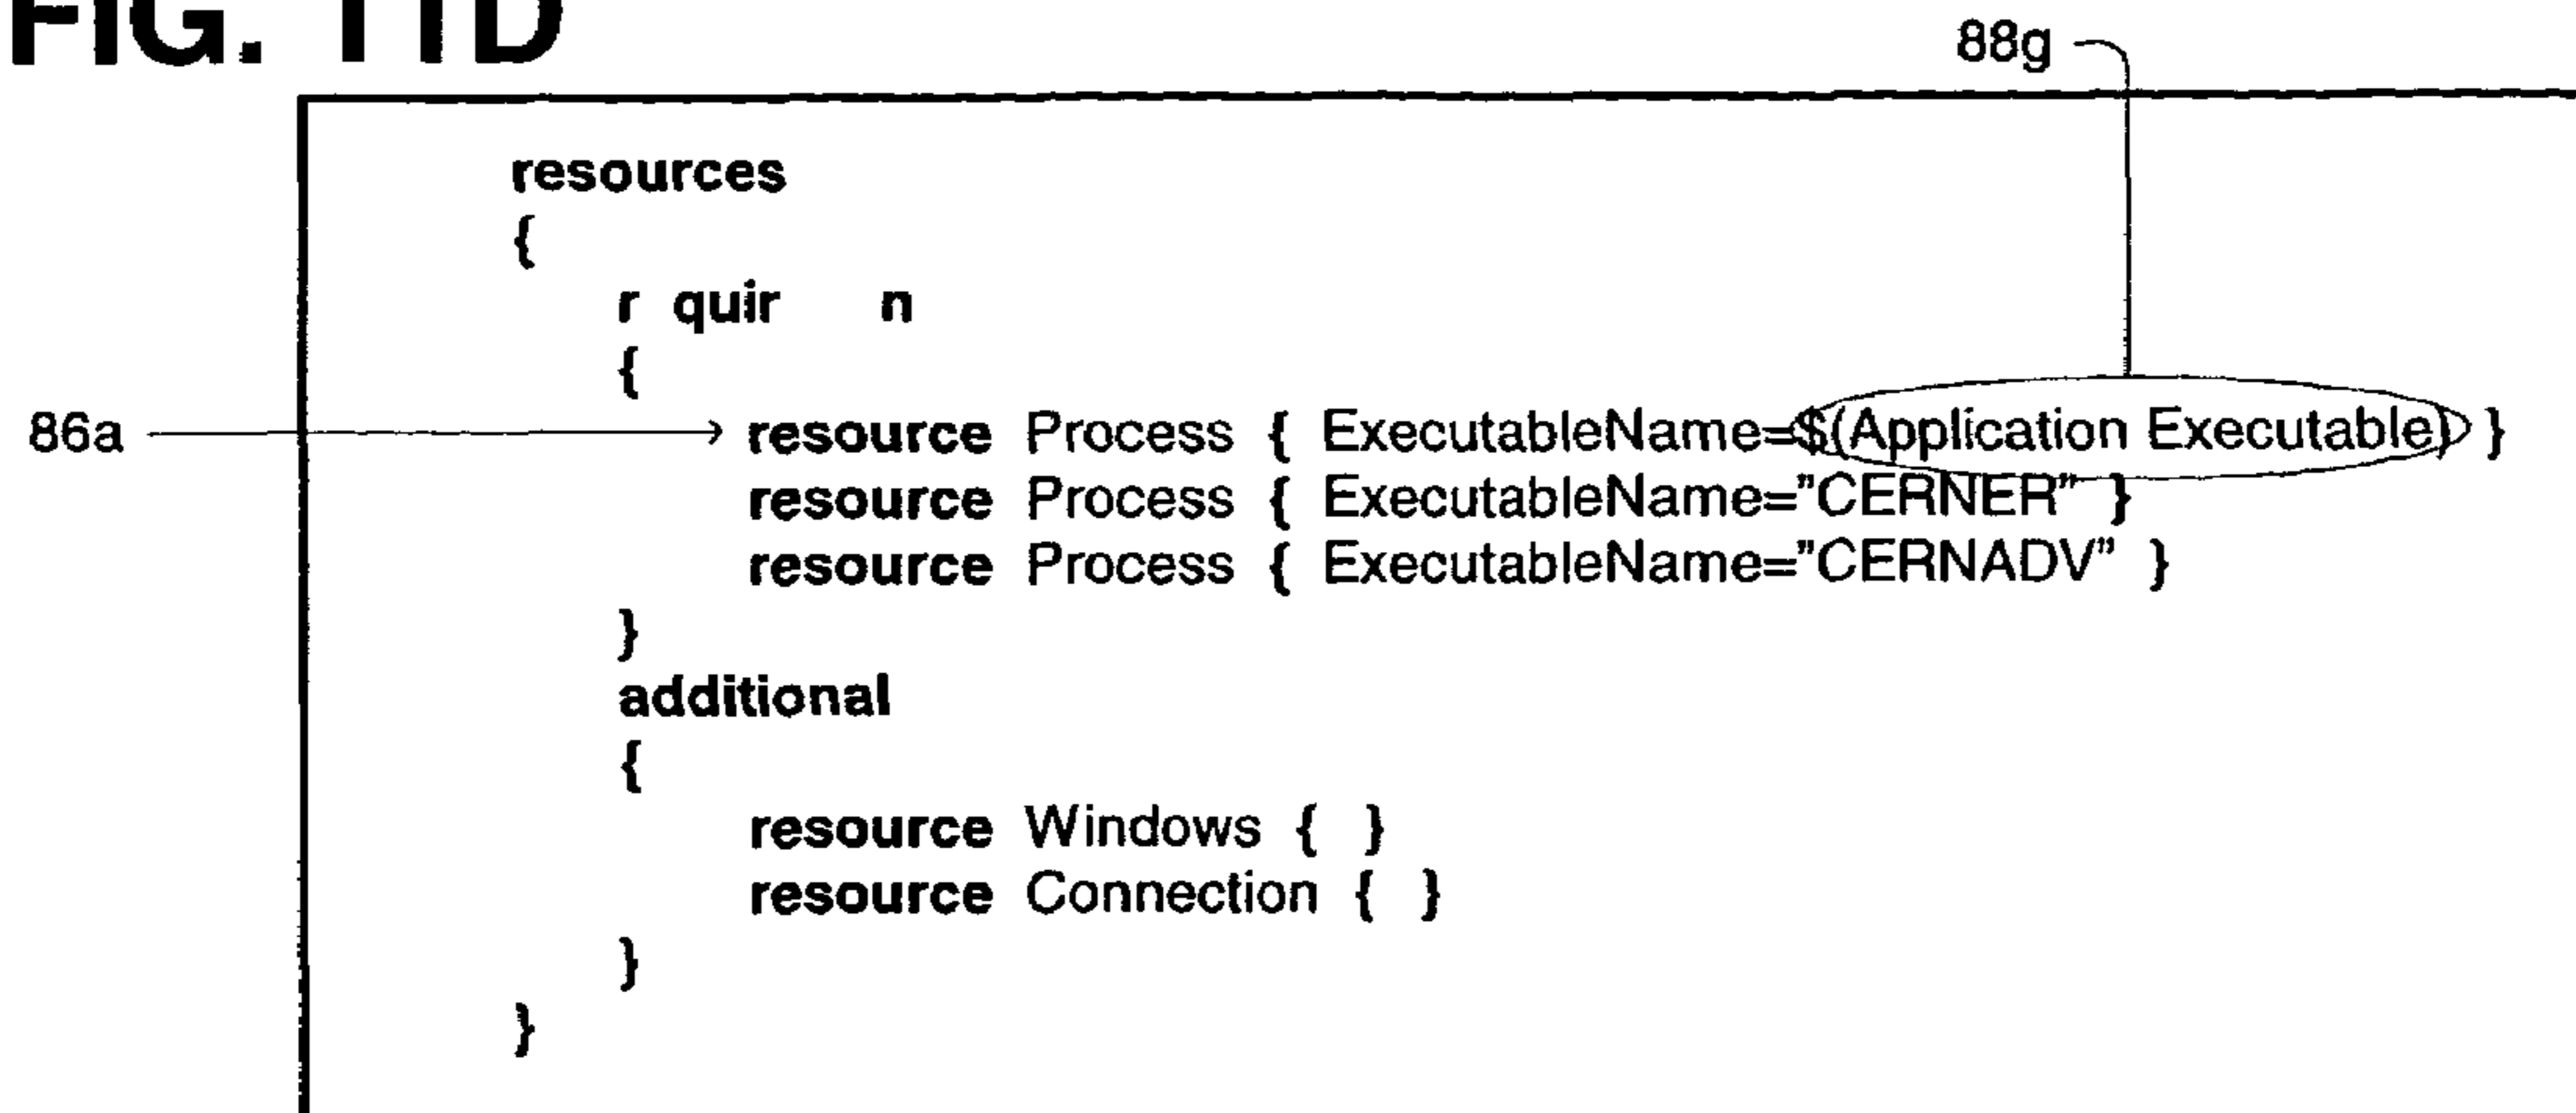 FIG. 11D
88g
resources
{
r quir n
{
86a resource Process { ExecutableName=$(Application Executable) }
resource Process { ExecutableName="CERNER" }
resource Process { ExecutableName="CERNADV" }
}
additional
{
resource Windows { }
resource Connection { }
}
}